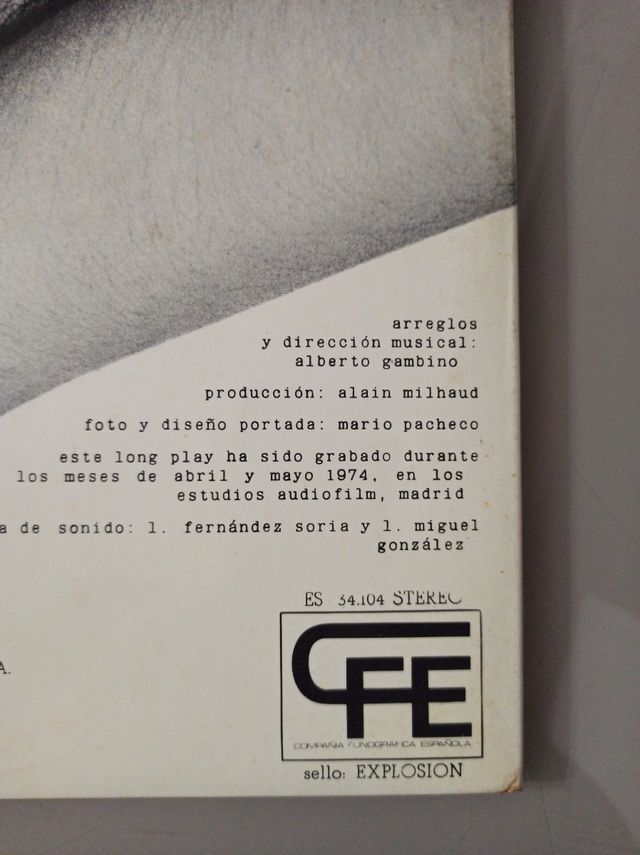 arreglos
y dirección musical:
alberto gambino
producción: alain milhaud
foto y diseño portada: mario pacheco
este long play ha sido grabado durante
los meses de abril y mayo 1974, en los
estudios audiofilm, madrid
a de sonido: l. fernández soria y l. miguel
gonzález
ES 34.104 STEREO
A.
CFE
COMPAÑIA FONOGRAFICA ESPAÑOLA
sello: EXPLOSION